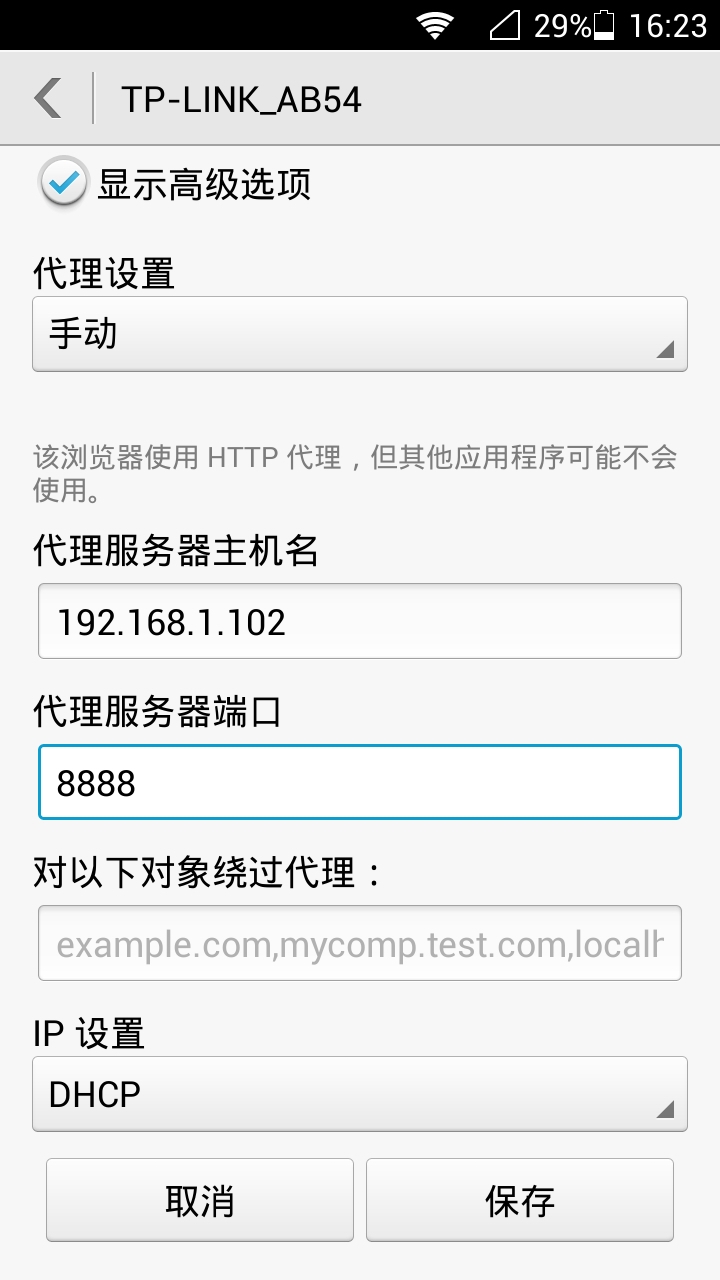 29% 16:23
TP-LINK_AB54
显示高级选项
代理设置
手动
该浏览器使用 HTTP 代理，但其他应用程序可能不会
使用。
代理服务器主机名
192.168.1.102
代理服务器端口
8888
对以下对象绕过代理：
example.com,mycomp.test.com,localh
IP 设置
DHCP
取消 保存